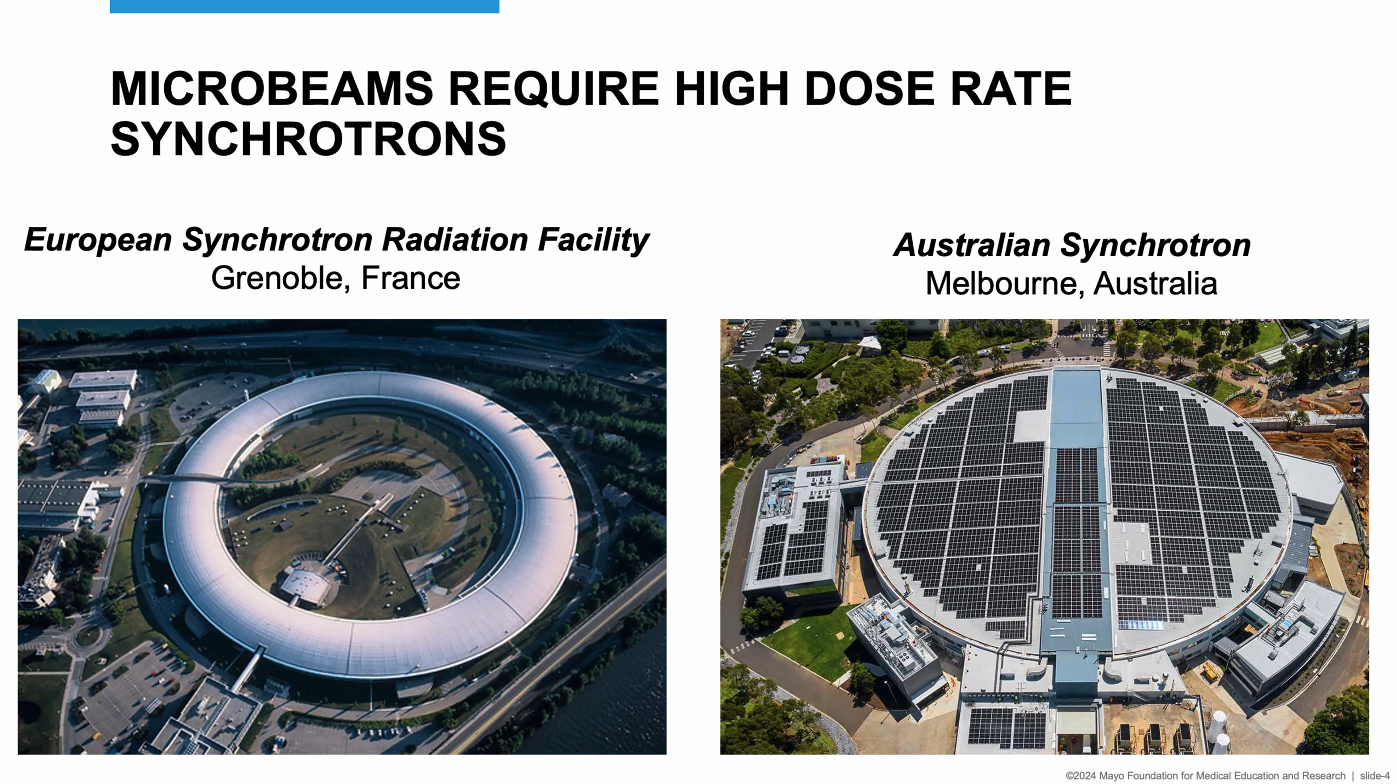 MICROBEAMS REQUIRE HIGH DOSE RATE
SYNCHROTRONS
European Synchrotron Radiation Facility
Grenoble, France
Australian Synchrotron
Melbourne, Australia
©2024 Mayo Foundation for Medical Education and Research | slide-4